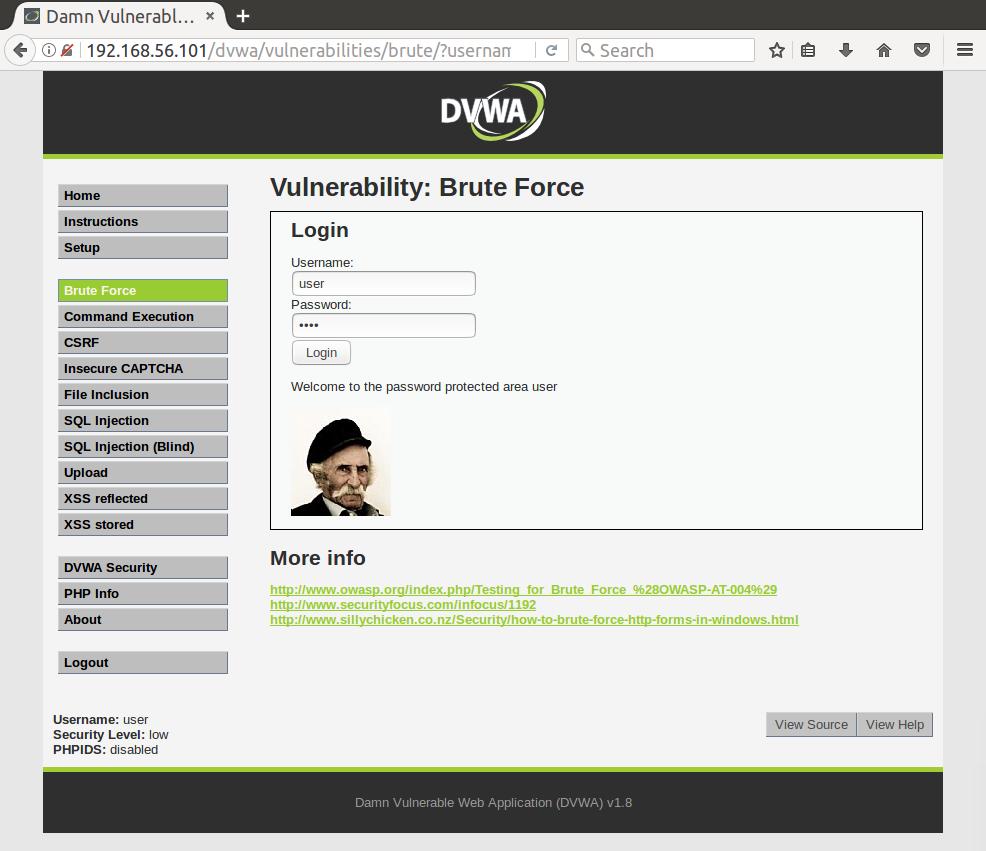 Damn Vulnerabl...
192.168.56.101/dvwa/vulnerabilities/brute/?usernam
Search
DVWA
Home
Instructions
Setup
Brute Force
Command Execution
CSRF
Insecure CAPTCHA
File Inclusion
SQL Injection
SQL Injection (Blind)
Upload
XSS reflected
XSS stored
DVWA Security
PHP Info
About
Logout
Vulnerability: Brute Force
Login
Username:
user
Password:
••••
Login
Welcome to the password protected area user
More info
http://www.owasp.org/index.php/Testing_for_Brute_Force_%28OWASP-AT-004%29
http://www.securityfocus.com/infocus/1192
http://www.sillychicken.co.nz/Security/how-to-brute-force-http-forms-in-windows.html
Username: user
Security Level: low
PHPIDS: disabled
View Source View Help
Damn Vulnerable Web Application (DVWA) v1.8